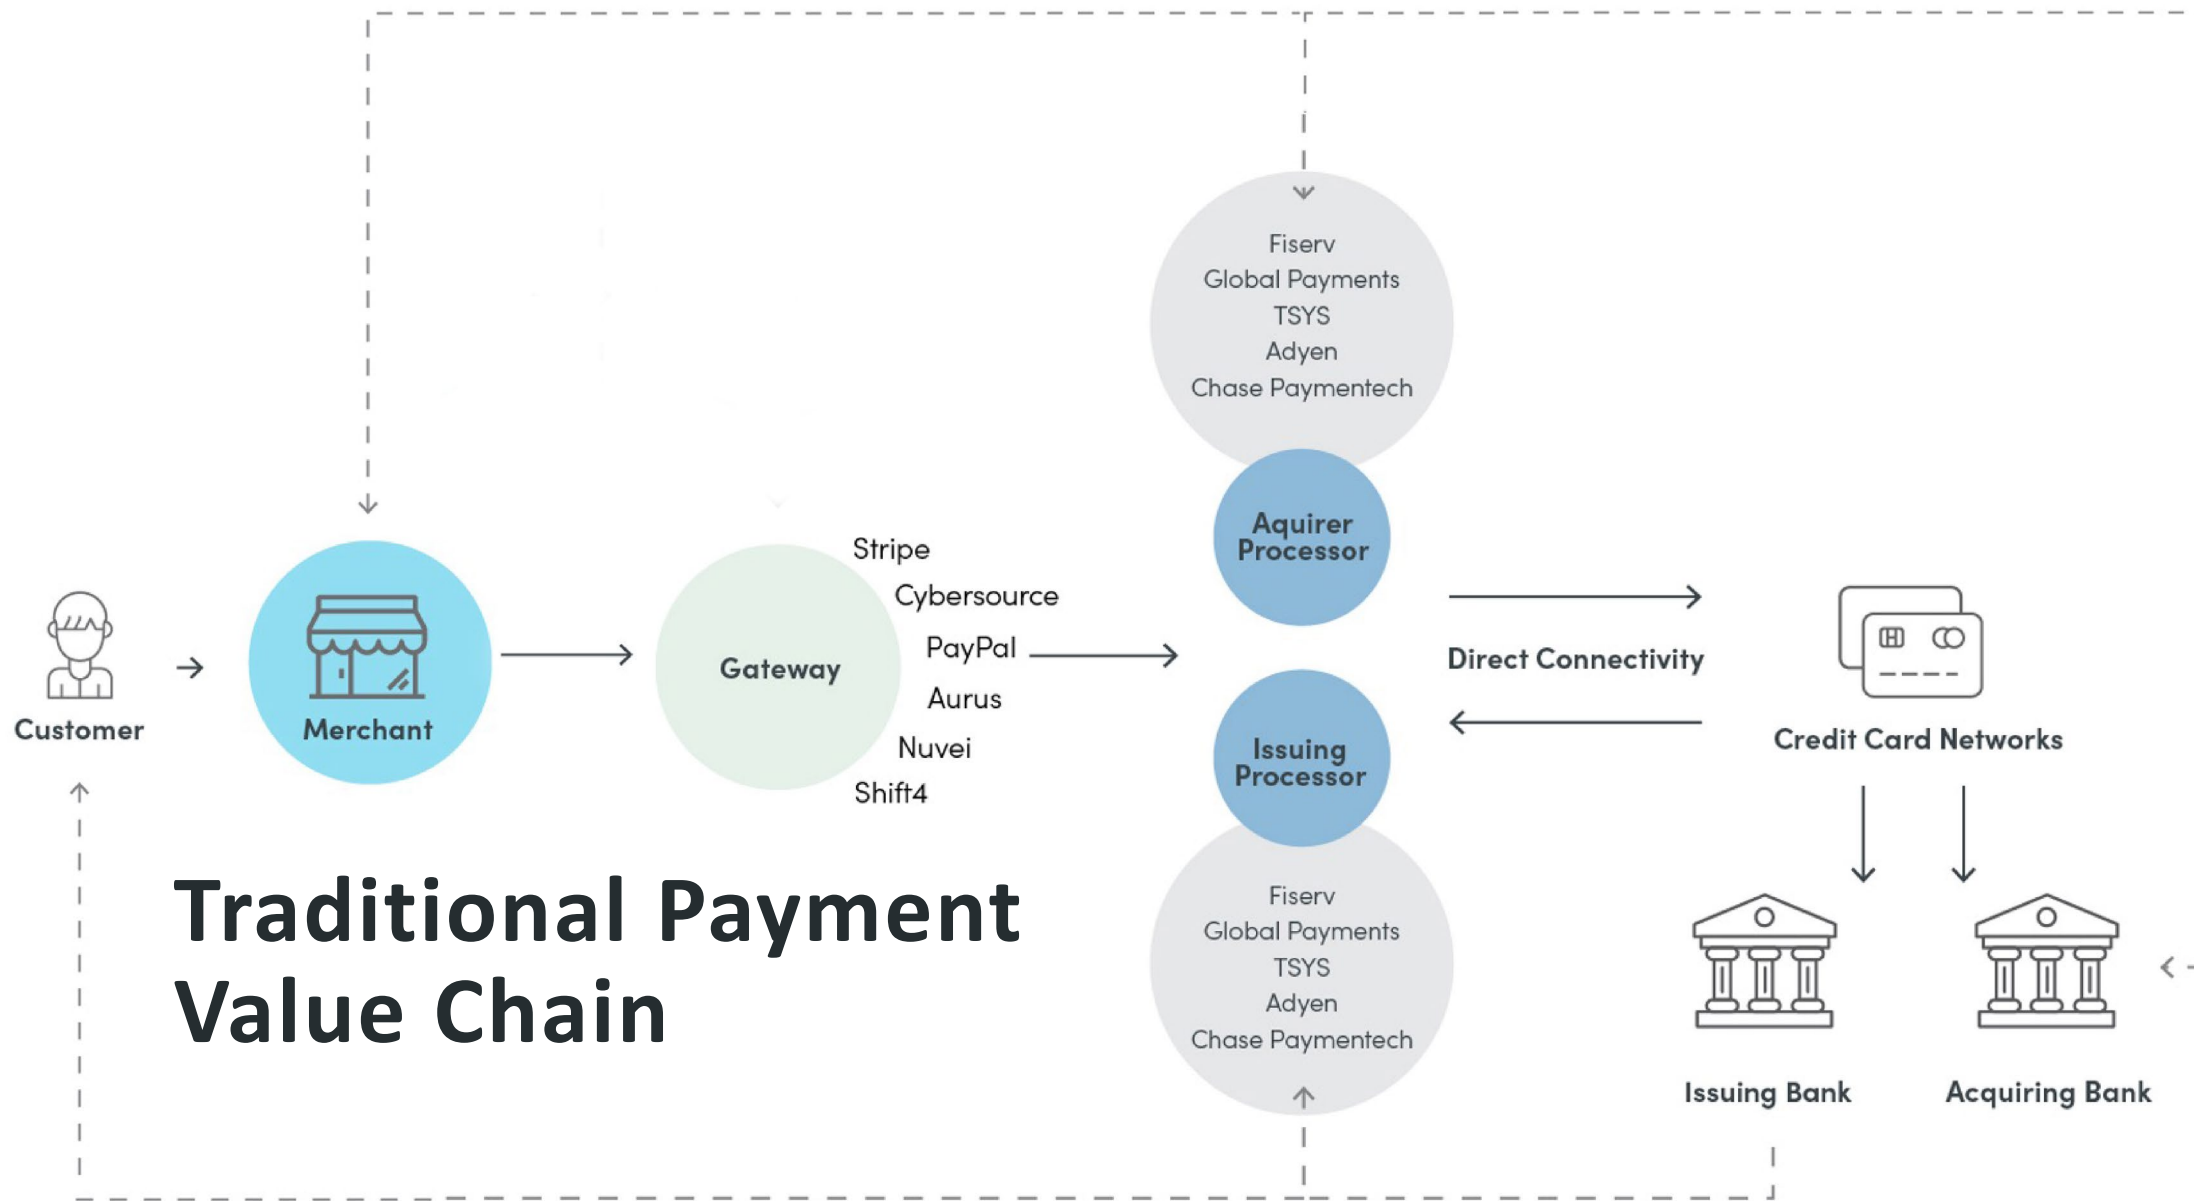 Fiserv
Global Payments
TSYS
Adyen
Chase Paymentech
Aquirer
Processor
Customer
Merchant
Gateway
Stripe
Cybersource
PayPal
Aurus
Nuvei
Shift4
Direct Connectivity
Credit Card Networks
Issuing
Processor
Fiserv
Global Payments
TSYS
Adyen
Chase Paymentech
Issuing Bank
Acquiring Bank
Traditional Payment
Value Chain